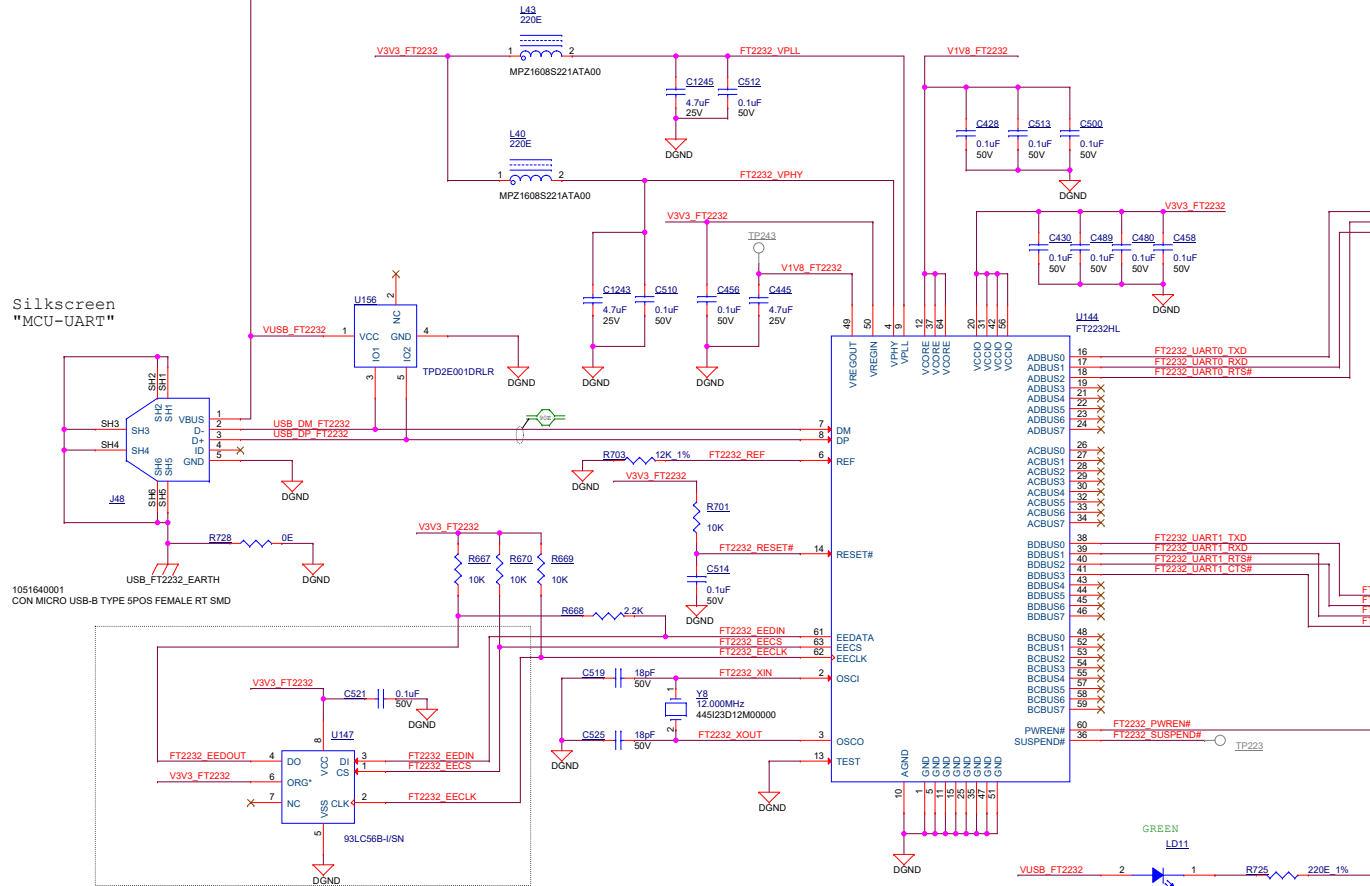 L43
220E
V3V3_FT2232
1
2
MPZ1608S221ATA00
FT2232_VPLL
C1245
4.7uF
25V
C512
0.1uF
50V
DGND
V1V8_FT2232
C428
0.1uF
50V
C513
0.1uF
50V
C500
0.1uF
50V
DGND
L40
220E
1
2
MPZ1608S221ATA00
FT2232_VPHY
V3V3_FT2232
TP243
V1V8_FT2232
C1243
4.7uF
25V
C510
0.1uF
50V
C456
0.1uF
50V
C445
4.7uF
25V
DGND
DGND
V3V3_FT2232
C430
0.1uF
50V
C489
0.1uF
50V
C480
0.1uF
50V
C458
0.1uF
50V
DGND
Silkscreen
"MCU-UART"
U156
VUSB_FT2232
1
VCC
2
NC
GND
4
IO1
IO2
3
5
TPD2E001DRLR
DGND
SH2
SH1
SH2
SH1
SH3
SH3
SH4
SH4
SH6
SH5
SH6
SH5
VBUS
1
D-
2
D+
3
ID
4
GND
5
J48
DGND
USB_DM_FT2232
USB_DP_FT2232
90E
R728
0E
DGND
USB_FT2232_EARTH
1051640001
CON MICRO USB-B TYPE 5POS FEMALE RT SMD
R703
12K_1%
FT2232_REF
DGND
V3V3_FT2232
R701
10K
FT2232_RESET#
C514
0.1uF
50V
DGND
V3V3_FT2232
R667
10K
R670
10K
R669
10K
R668
2.2K
FT2232_EEDIN
FT2232_EECS
FT2232_EECLK
C519
18pF
50V
FT2232_XIN
1
Y8
12.000MHz
445I23D12M00000
2
C525
18pF
50V
FT2232_XOUT
DGND
DGND
V3V3_FT2232
C521
0.1uF
50V
DGND
U147
8
FT2232_EEDOUT
4
DO
V3V3_FT2232
6
ORG*
7
NC
VCC
VSS
DI
3
FT2232_EEDIN
CS
1
FT2232_EECS
CLK
2
FT2232_EECLK
5
93LC56B-I/SN
DGND
U144
FT2232HL
49
50
4
9
12
37
64
20
31
42
56
VREGOUT
VREGIN
VPHY
VPLL
VCORE
VCORE
VCORE
VCCIO
VCCIO
VCCIO
VCCIO
7
DM
8
DP
6
REF
14
RESET#
61
EEDATA
63
EECS
62
EECLK
2
OSCI
3
OSCO
13
TEST
AGND
GND
GND
GND
GND
GND
GND
GND
GND
10
1
5
11
15
25
35
47
51
DGND
ADBUS0
16
FT2232_UART0_TXD
ADBUS1
17
FT2232_UART0_RXD
ADBUS2
18
FT2232_UART0_RTS#
ADBUS3
19
ADBUS4
21
ADBUS5
22
ADBUS6
23
ADBUS7
24
ACBUS0
26
ACBUS1
27
ACBUS2
28
ACBUS3
29
ACBUS4
30
ACBUS5
32
ACBUS6
33
ACBUS7
34
BDBUS0
38
FT2232_UART1_TXD
BDBUS1
39
FT2232_UART1_RXD
BDBUS2
40
FT2232_UART1_RTS#
BDBUS3
41
FT2232_UART1_CTS#
BDBUS4
43
BDBUS5
44
BDBUS6
45
BDBUS7
46
BCBUS0
48
BCBUS1
52
BCBUS2
53
BCBUS3
54
BCBUS4
55
BCBUS5
57
BCBUS6
58
BCBUS7
59
PWREN#
60
FT2232_PWREN#
SUSPEND#
36
FT2232_SUSPEND#
TP223
GREEN
LD11
VUSB_FT2232
2
1
R725
220E_1%